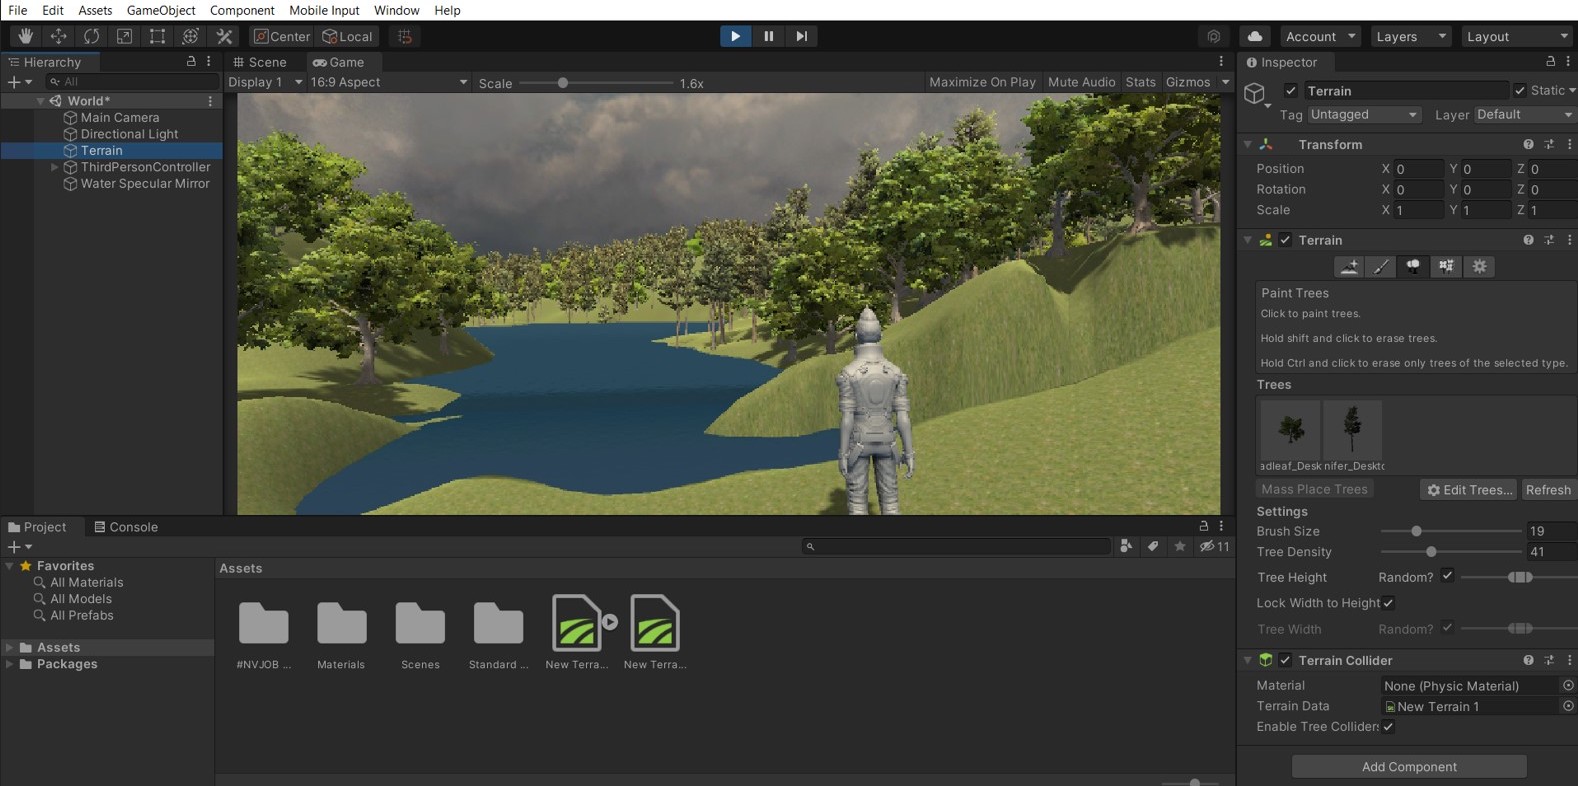 File Edit Assets GameObject Component Mobile Input Window Help
Center Local Account Layers Layout
Hierarchy
All
World*
Main Camera
Directional Light
Terrain
ThirdPersonController
Water Specular Mirror
Scene Game
Display 1 16:9 Aspect Scale 1.6x Maximize On Play Mute Audio Stats Gizmos
Inspector
Terrain Static
Tag Untagged Layer Default
Transform
Position X 0 Y 0 Z 0
Rotation X 0 Y 0 Z 0
Scale X 1 Y 1 Z 1
Terrain
Paint Trees
Click to paint trees.
Hold shift and click to erase trees.
Hold Ctrl and click to erase only trees of the selected type.
Trees
adleaf_Desk nifer_Deskto
Mass Place Trees Edit Trees... Refresh
Settings
Brush Size 19
Tree Density 41
Tree Height Random?
Lock Width to Height
Tree Width Random?
Terrain Collider
Material None (Physic Material)
Terrain Data New Terrain 1
Enable Tree Colliders
Add Component
Project Console
11
Favorites
All Materials
All Models
All Prefabs
Assets
Packages
Assets
#NVJOB ... Materials Scenes Standard ... New Terra... New Terra...